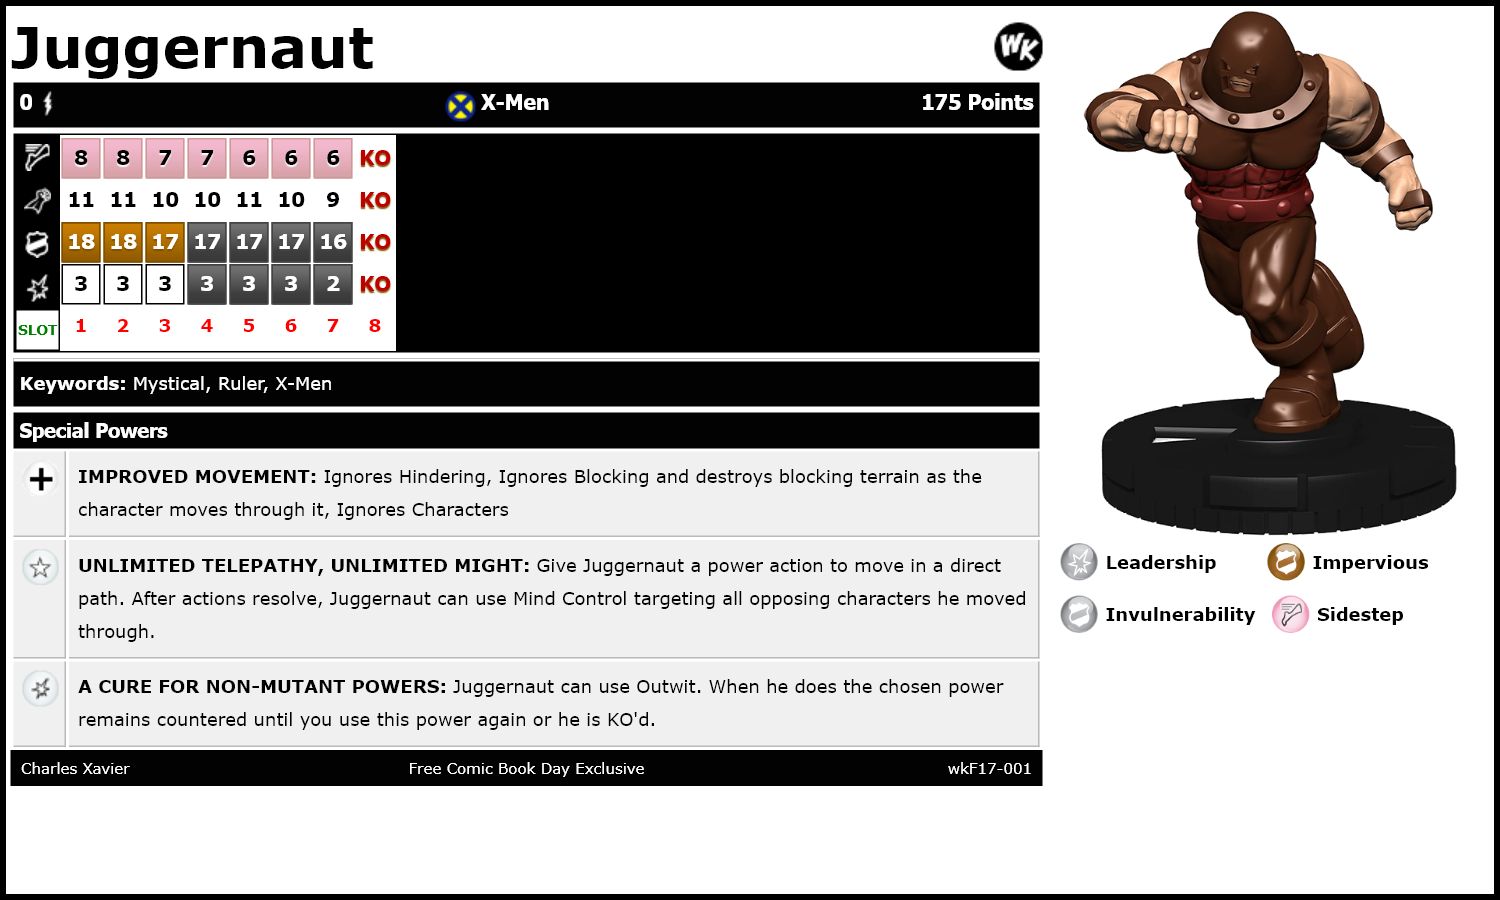 Juggernaut
WK
0 X-Men 175 Points
8 8 7 7 6 6 6 KO
11 11 10 10 11 10 9 KO
18 18 17 17 17 17 16 KO
3 3 3 3 3 3 2 KO
SLOT 1 2 3 4 5 6 7 8
Keywords: Mystical, Ruler, X-Men
Special Powers
IMPROVED MOVEMENT: Ignores Hindering, Ignores Blocking and destroys blocking terrain as the
character moves through it, Ignores Characters
UNLIMITED TELEPATHY, UNLIMITED MIGHT: Give Juggernaut a power action to move in a direct
path. After actions resolve, Juggernaut can use Mind Control targeting all opposing characters he moved
through.
A CURE FOR NON-MUTANT POWERS: Juggernaut can use Outwit. When he does the chosen power
remains countered until you use this power again or he is KO'd.
Charles Xavier Free Comic Book Day Exclusive wkF17-001
Leadership Impervious
Invulnerability Sidestep